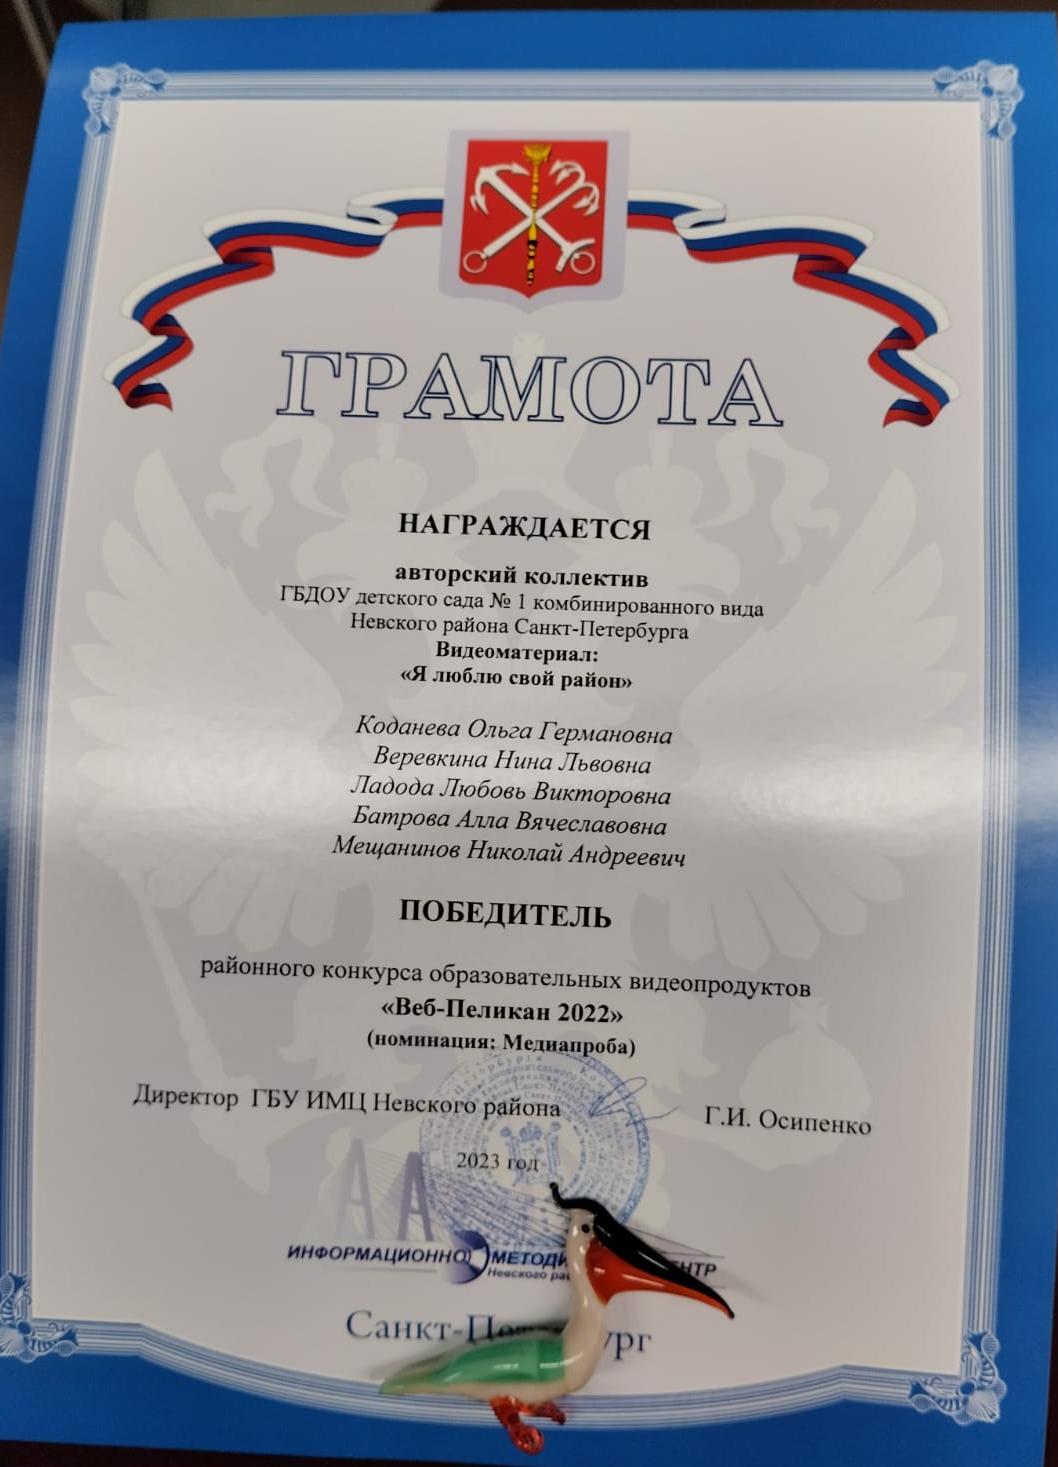 ГРАМОТА
НАГРАЖДАЕТСЯ
авторский коллектив
ГБДОУ детского сада № 1 комбинированного вида
Невского района Санкт-Петербурга
Видеоматериал:
«Я люблю свой район»
Коданева Ольга Германовна
Веревкина Нина Львовна
Ладода Любовь Викторовна
Батрова Алла Вячеславовна
Мещанинов Николай Андреевич
ПОБЕДИТЕЛЬ
районного конкурса образовательных видеопродуктов
«Веб-Пеликан 2022»
(номинация: Медиапроба)
Директор ГБУ ИМЦ Невского района Г.И. Осипенко
2023 год
ИНФОРМАЦИОННО
Невского